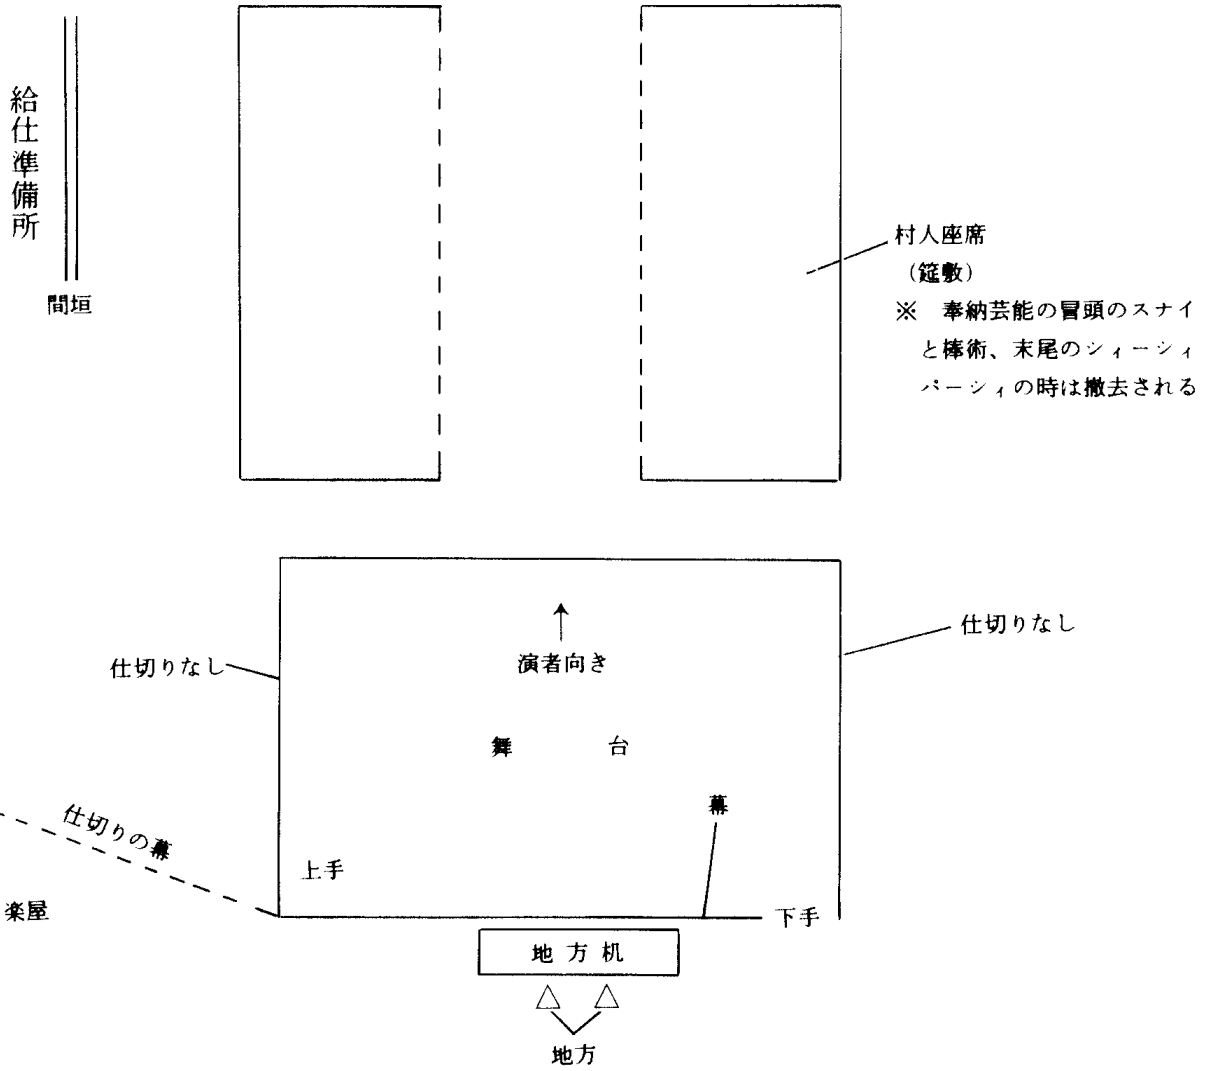 給仕準備所
間垣
村人座席
(筵敷)
※ 奉納芸能の冒頭のスナイ
と棒術、末尾のシィーシィ
パーシィの時は撤去される
仕切りなし
仕切りなし
演者向き
舞 台
幕
仕切りの幕
上手
楽屋
下手
地方机
地方